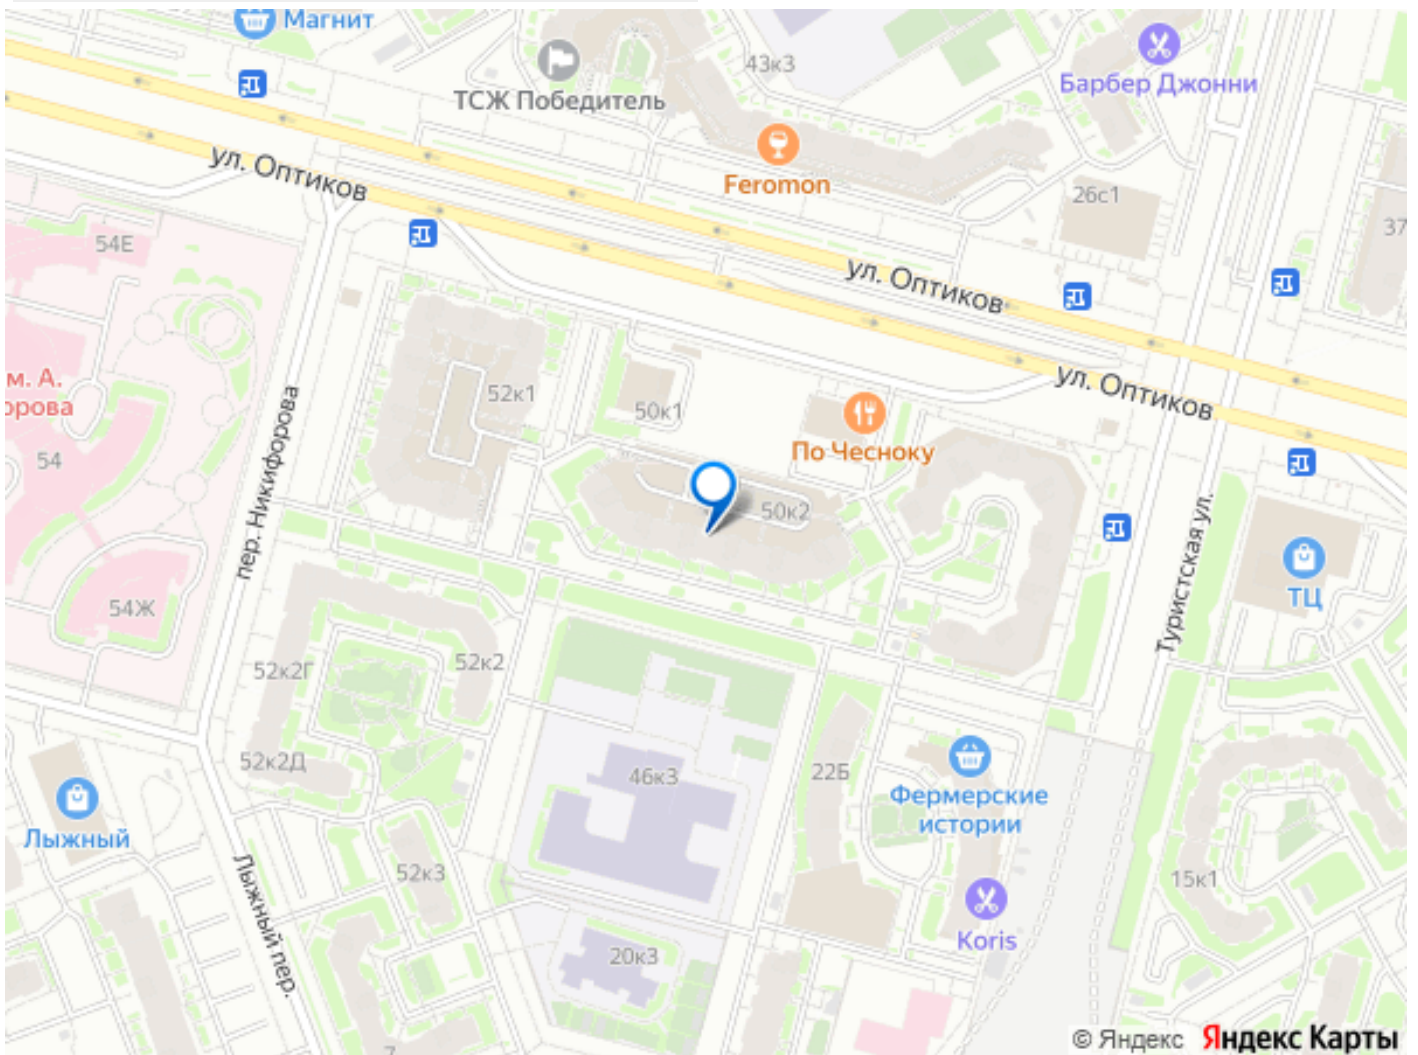 Магнит
ТСЖ Победитель
43к3
Барбер Джонни
ул. Оптиков
Feromon
26с1
37
54Е
ул. Оптиков
м. А.
орова
52к1
50к1
По Чесноку
ул. Оптиков
54
пер. Никифорова
50к2
Туристская ул.
ТЦ
54Ж
52к2Г
52к2
52к2Д
46к3
22Б
Фермерские
истории
Лыжный
52к3
15к1
Лыжный пер.
Koris
20к3
7
© Яндекс Яндекс Карты